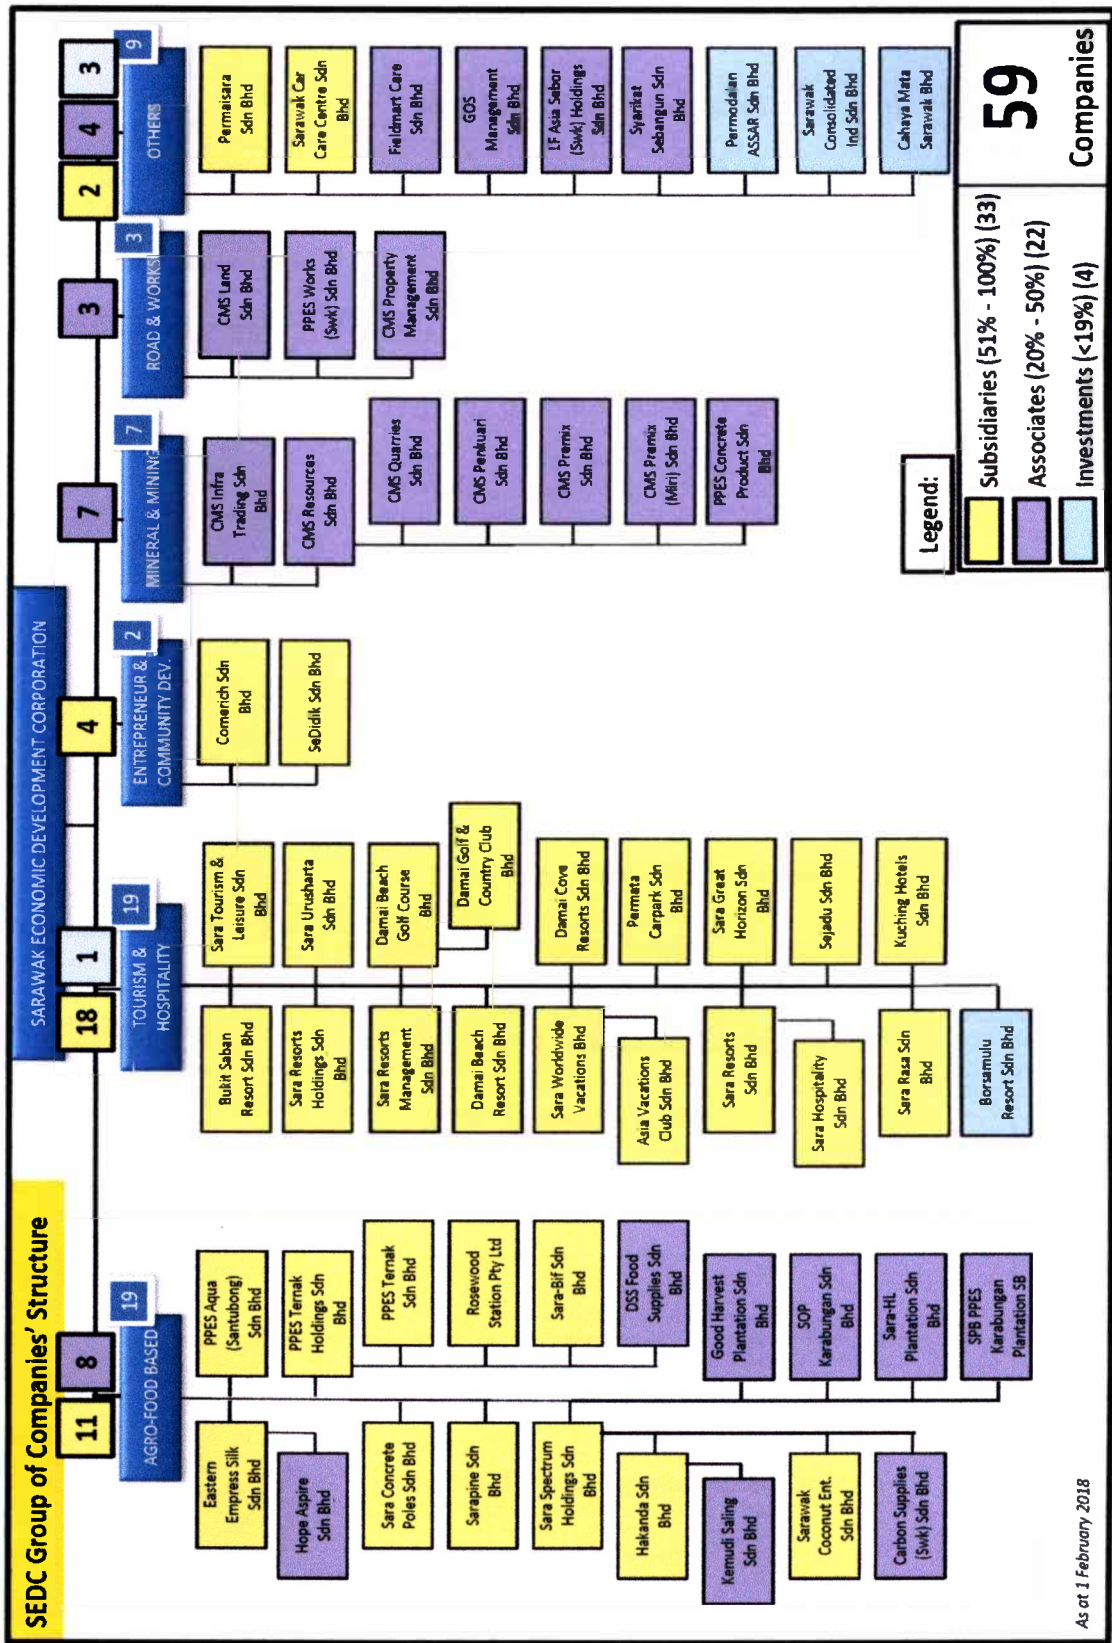 SEDC Group of Companies' Structure
SARAWAK ECONOMIC DEVELOPMENT CORPORATION
11
8
18
1
4
7
3
2
4
3
AGRO-FOOD BASED
19
Eastern
Empress Silk
Sdn Bhd
Hope Aspire
Sdn Bhd
Sara Concrete
Poles Sdn Bhd
Sarapine Sdn
Bhd
Sara Spectrum
Holdings Sdn
Bhd
Hakanda Sdn
Bhd
Kemudi Saling
Sdn Bhd
Sarawak
Coconut Ent.
Sdn Bhd
Carbon Supplies
(Swk) Sdn Bhd
PPES Aqua
(Santubong)
Sdn Bhd
PPES Ternak
Holdings Sdn
Bhd
PPES Ternak
Sdn Bhd
Rosewood
Station Pty Ltd
Sara-Bif Sdn
Bhd
DSS Food
Supplies Sdn
Bhd
Good Harvest
Plantation Sdn
Bhd
SOP
Karabungan Sdn
Bhd
Sara-HL
Plantation Sdn
Bhd
SPB PPES
Karabungan
Plantation SB
TOURISM &
HOSPITALITY
19
Bukit Saban
Resort Sdn Bhd
Sara Resorts
Holdings Sdn
Bhd
Sara Resorts
Management
Sdn Bhd
Damai Beach
Resort Sdn Bhd
Sara Worldwide
Vacations Bhd
Asia Vacations
Club Sdn Bhd
Sara Resorts
Sdn Bhd
Sara Hospitality
Sdn Bhd
Sara Rasa Sdn
Bhd
Borsamulu
Resort Sdn Bhd
Sara Tourism &
Leisure Sdn
Bhd
Sara Urusharta
Sdn Bhd
Damai Beach
Golf Course
Bhd
Damai Golf &
Country Club
Bhd
Damai Cove
Resorts Sdn Bhd
Permata
Carpark Sdn
Bhd
Sara Great
Horizon Sdn
Bhd
Sejadu Sdn Bhd
Kuching Hotels
Sdn Bhd
ENTREPRENEUR &
COMMUNITY DEV.
2
Comerich Sdn
Bhd
SeDidik Sdn Bhd
MINERAL & MINING
7
CMS Infra
Trading Sdn
Bhd
CMS Resources
Sdn Bhd
CMS Quarries
Sdn Bhd
CMS Penkuari
Sdn Bhd
CMS Premix
Sdn Bhd
CMS Premix
(Miri) Sdn Bhd
PPES Concrete
Product Sdn
Bhd
ROAD & WORKS
3
CMS Land
Sdn Bhd
PPES Works
(Swk) Sdn Bhd
CMS Property
Management
Sdn Bhd
OTHERS
9
Permaisara
Sdn Bhd
Sarawak Car
Care Centre Sdn
Bhd
Fieldmart Care
Sdn Bhd
GOS
Management
Sdn Bhd
LF Asia Sebor
(Swk) Holdings
Sdn Bhd
Syarikat
Sebangun Sdn
Bhd
Permodalan
ASSAR Sdn Bhd
Sarawak
Consolidated
Ind Sdn Bhd
Cahaya Mata
Sarawak Bhd
Legend:
Subsidiaries (51% - 100%) (33)
Associates (20% - 50%) (22)
Investments (<19%) (4)
59
Companies
As at 1 February 2018